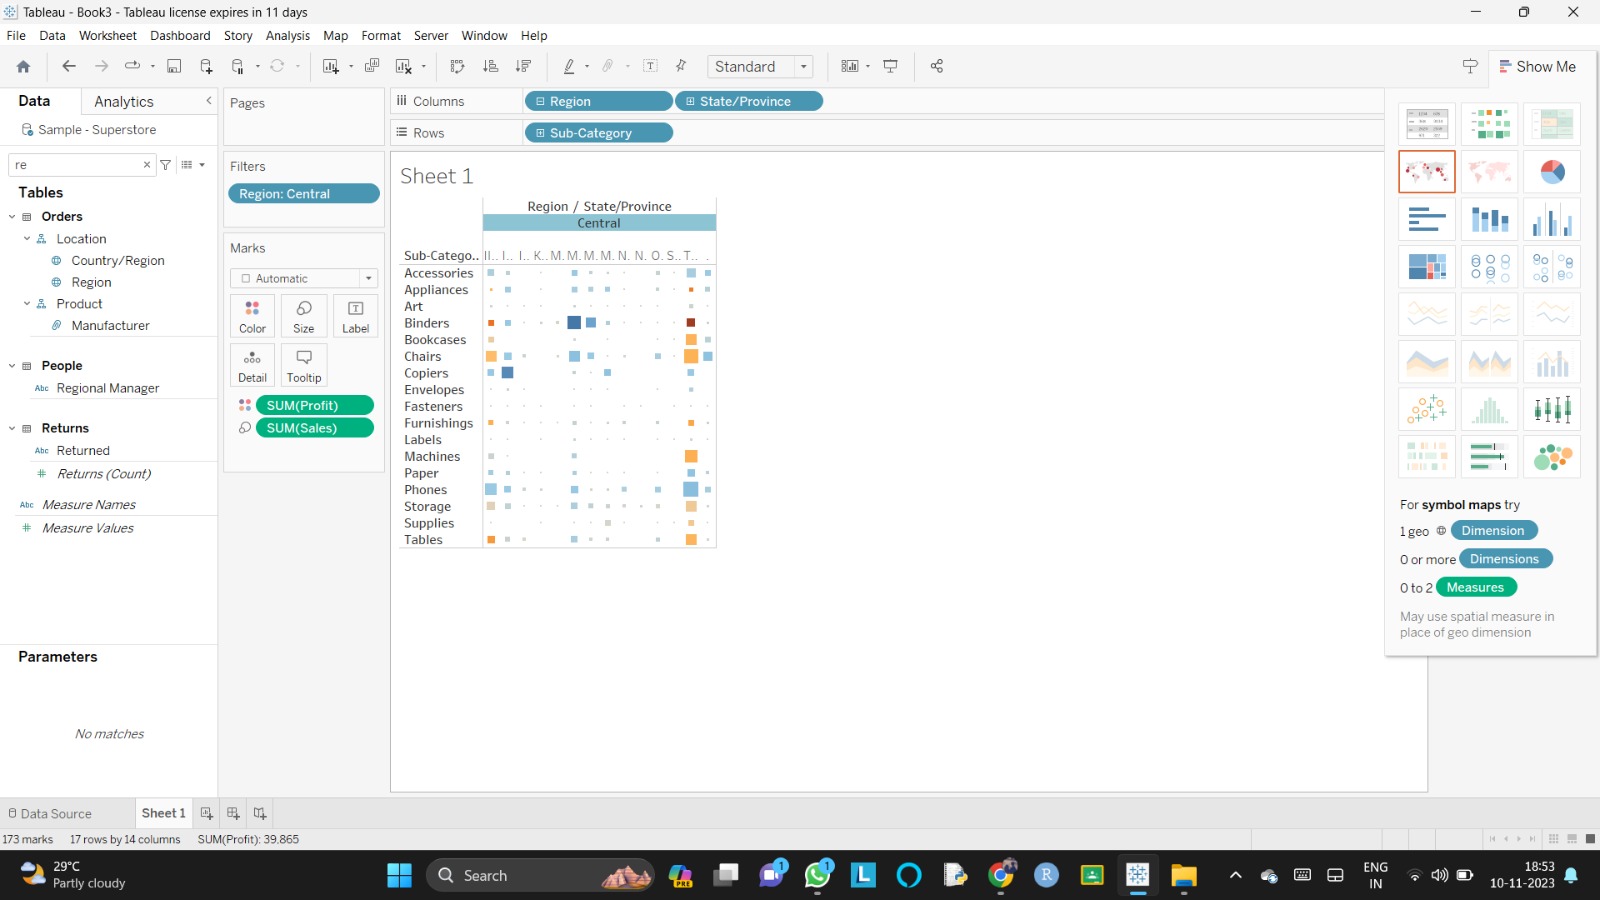 Tableau - Book3 - Tableau license expires in 11 days
File Data Worksheet Dashboard Story Analysis Map Format Server Window Help
Standard
Show Me
Data Analytics
Sample - Superstore
re
Tables
Orders
Location
Country/Region
Region
Product
Manufacturer
People
Regional Manager
Returns
Returned
Returns (Count)
Measure Names
Measure Values
Parameters
No matches
Pages
Filters
Region: Central
Marks
Automatic
Color Size Label
Detail Tooltip
SUM(Profit)
SUM(Sales)
Columns Region State/Province
Rows Sub-Category
Sheet 1
Region / State/Province
Central
Sub-Catego.. Il.. I.. I.. K.. M. M. M. M. N. N. O. S.. T.. .
Accessories
Appliances
Art
Binders
Bookcases
Chairs
Copiers
Envelopes
Fasteners
Furnishings
Labels
Machines
Paper
Phones
Storage
Supplies
Tables
For symbol maps try
1 geo Dimension
0 or more Dimensions
0 to 2 Measures
May use spatial measure in
place of geo dimension
Data Source Sheet 1
173 marks 17 rows by 14 columns SUM(Profit): 39,865
29°C
Partly cloudy
Search
PRE
1
1
L
R
ENG
IN
18:53
10-11-2023